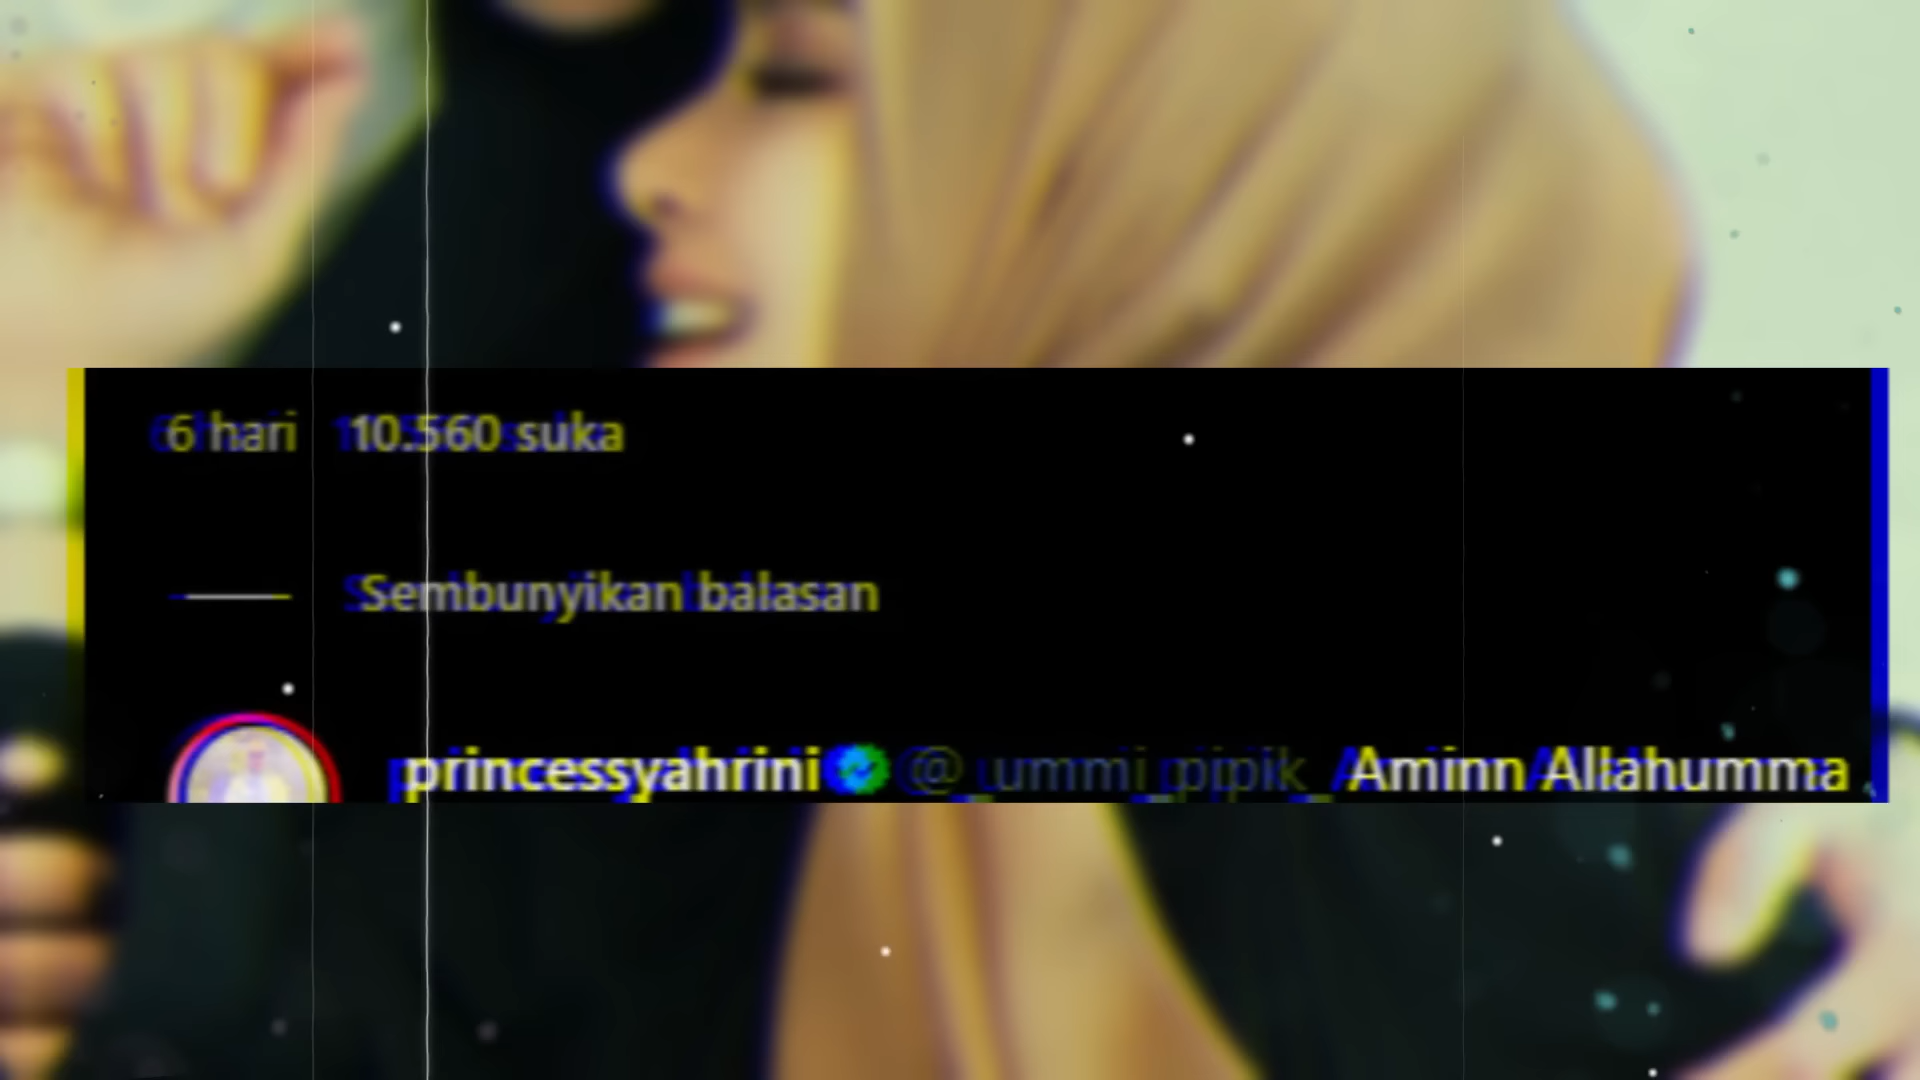 6 hari 10.560 suka
Sembunyikan balasan
princessyahrini @_ummi_pipik_ Aminn Allahumma